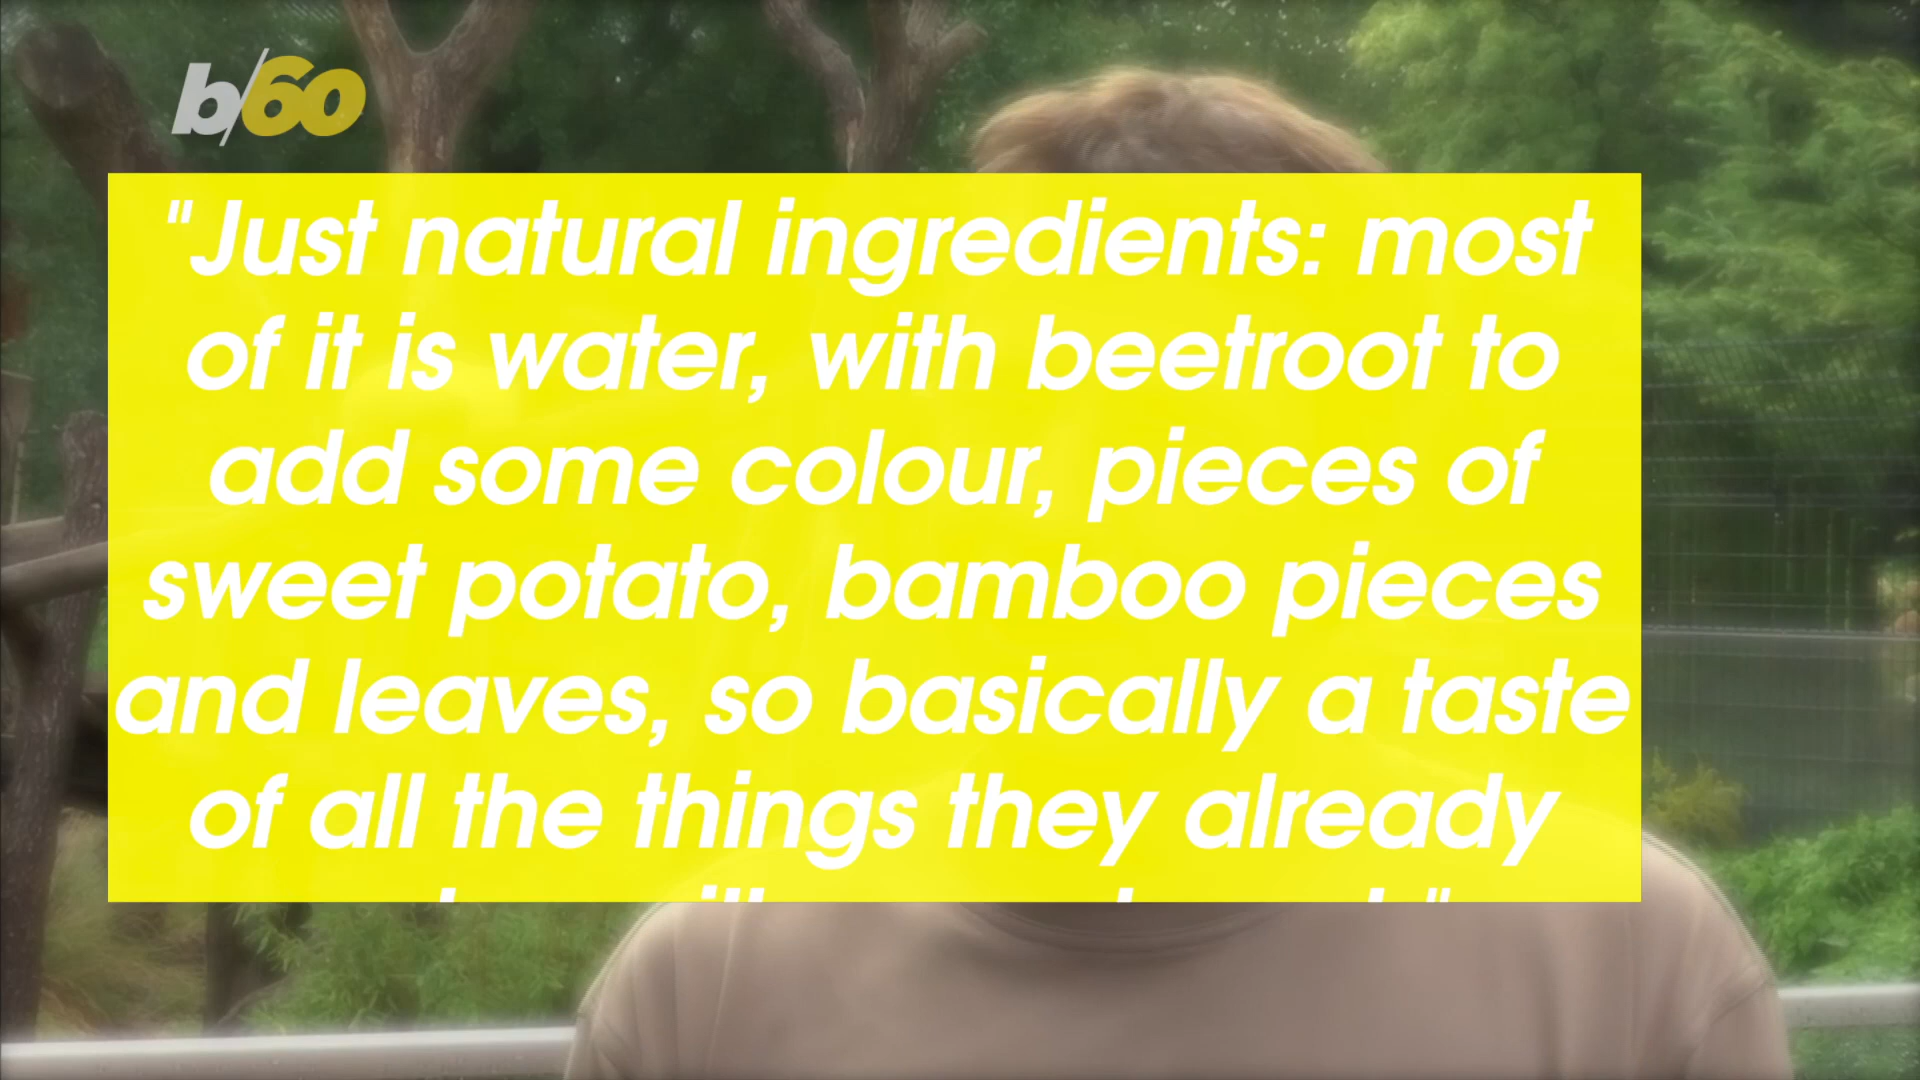 b/60
"Just natural ingredients: most
of it is water, with beetroot to
add some colour, pieces of
sweet potato, bamboo pieces
and leaves, so basically a taste
of all the things they already